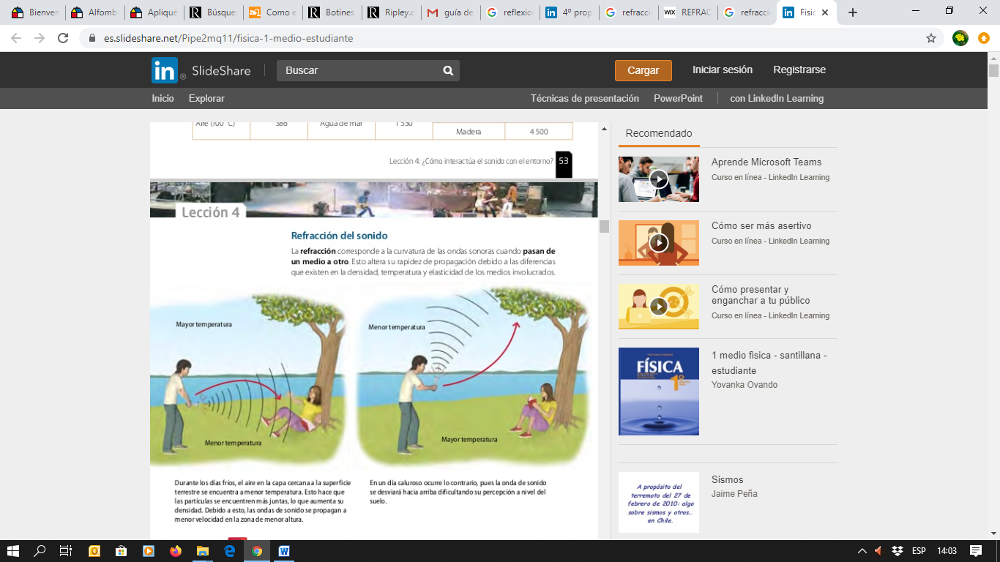 Bienven
Alfomb
Apliqué
Búsque
Como e
Botines
Ripley.c
guía de
reflexio
4º prop
refracci
REFRAC
refracci
Fisic
es.slideshare.net/Pipe2mq11/fisica-1-medio-estudiante
SlideShare
Buscar
Cargar
Iniciar sesión
Registrarse
Inicio
Explorar
Técnicas de presentación
PowerPoint
con LinkedIn Learning
Aire (100 °C)
386
Agua de mar
1 530
Madera
4 500
Lección 4: ¿Cómo interactúa el sonido con el entorno? 53
Lección 4
Refracción del sonido
La refracción corresponde a la curvatura de las ondas sonoras cuando pasan de
un medio a otro. Esto altera su rapidez de propagación debido a las diferencias
que existen en la densidad, temperatura y elasticidad de los medios involucrados.
Mayor temperatura
Menor temperatura
Menor temperatura
Mayor temperatura
Durante los días fríos, el aire en la capa cercana a la superficie
terrestre se encuentra a menor temperatura. Esto hace que
las partículas se encuentren más juntas, lo que aumenta su
densidad. Debido a esto, las ondas de sonido se propagan a
menor velocidad en la zona de menor altura.
En un día caluroso ocurre lo contrario, pues la onda de sonido
se desviará hacia arriba dificultando su percepción a nivel del
suelo.
Recomendado
Aprende Microsoft Teams
Curso en línea - LinkedIn Learning
Cómo ser más asertivo
Curso en línea - LinkedIn Learning
Cómo presentar y
enganchar a tu público
Curso en línea - LinkedIn Learning
FÍSICA
1º
1 medio fisica - santillana -
estudiante
Yovanka Ovando
A propósito del
terremoto del 27 de
febrero de 2010: algo
sobre sismos y otros...
en Chile.
Sismos
Jaime Peña
ESP
14:03